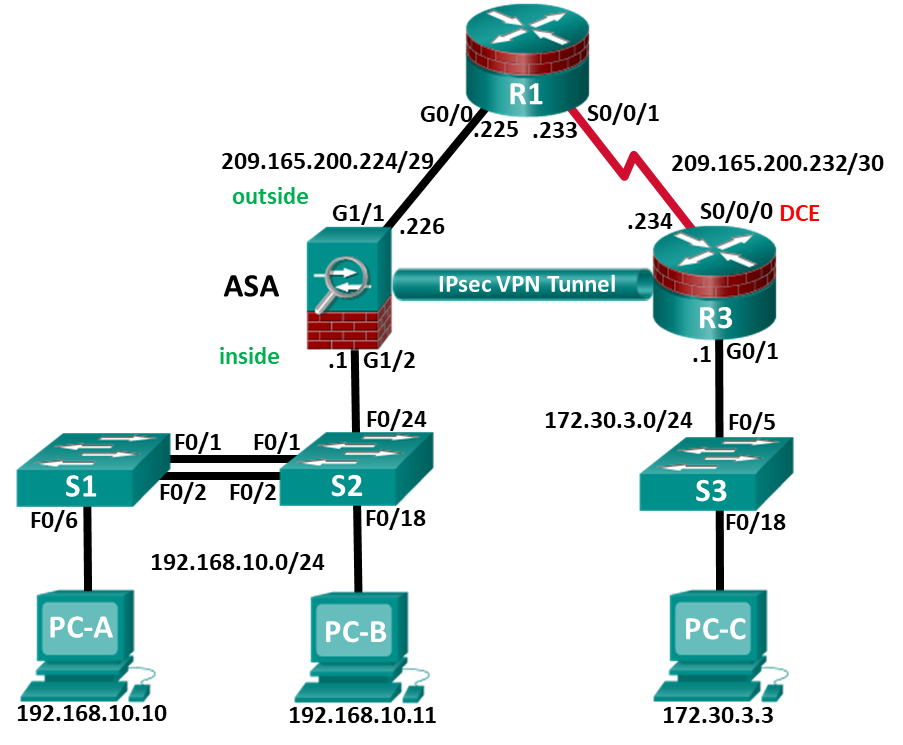 R1
G0/0
S0/0/1
.225
.233
209.165.200.224/29
209.165.200.232/30
outside
G1/1
.226
.234
S0/0/0
DCE
ASA
IPsec VPN Tunnel
R3
inside
.1
G1/2
.1
G0/1
F0/24
172.30.3.0/24
F0/5
F0/1
F0/1
S1
S2
S3
F0/2
F0/2
F0/6
F0/18
F0/18
192.168.10.0/24
PC-A
PC-B
PC-C
192.168.10.10
192.168.10.11
172.30.3.3